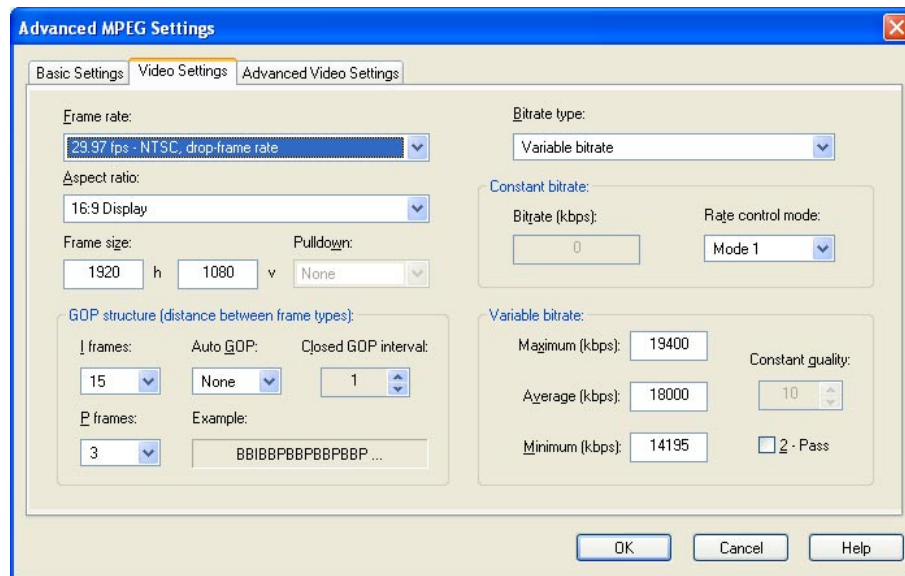 Advanced MPEG Settings
Basic Settings
Video Settings
Advanced Video Settings
Frame rate:
29.97 fps - NTSC, drop-frame rate
Aspect ratio:
16:9 Display
Frame size:
Pulldown:
1920 h 1080 v
None
GOP structure (distance between frame types):
I frames:
Auto GOP:
Closed GOP interval:
15
None
1
P frames:
Example:
3
BBIBBPBBPBBPBBP ...
Bitrate type:
Variable bitrate
Constant bitrate:
Bitrate (kbps):
Rate control mode:
0
Mode 1
Variable bitrate:
Maximum (kbps): 19400
Average (kbps): 18000
Minimum (kbps): 14195
Constant quality:
10
2 - Pass
OK
Cancel
Help